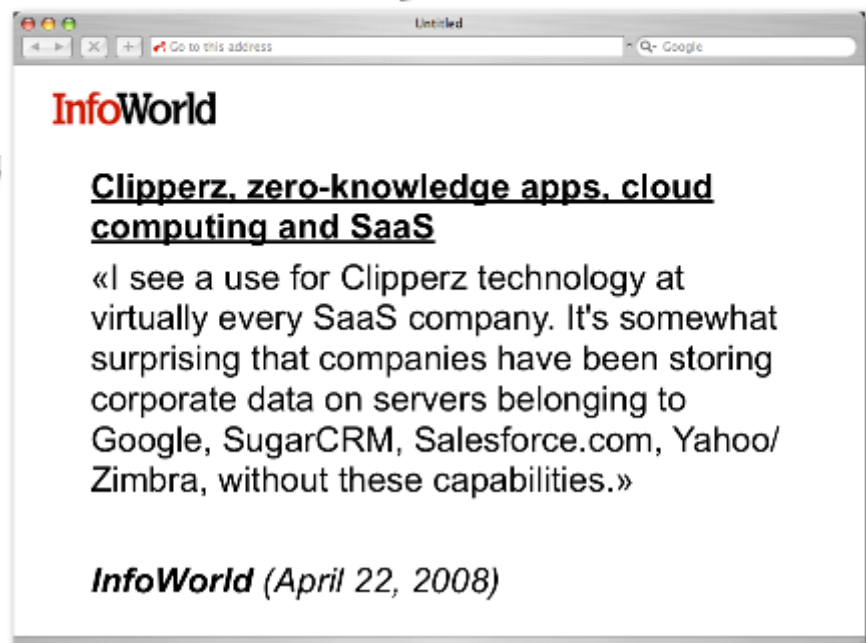 Untitled
Go to this address
Google
InfoWorld
Clipperz, zero-knowledge apps, cloud
computing and SaaS
«I see a use for Clipperz technology at
virtually every SaaS company. It's somewhat
surprising that companies have been storing
corporate data on servers belonging to
Google, SugarCRM, Salesforce.com, Yahoo/
Zimbra, without these capabilities.»
InfoWorld (April 22, 2008)